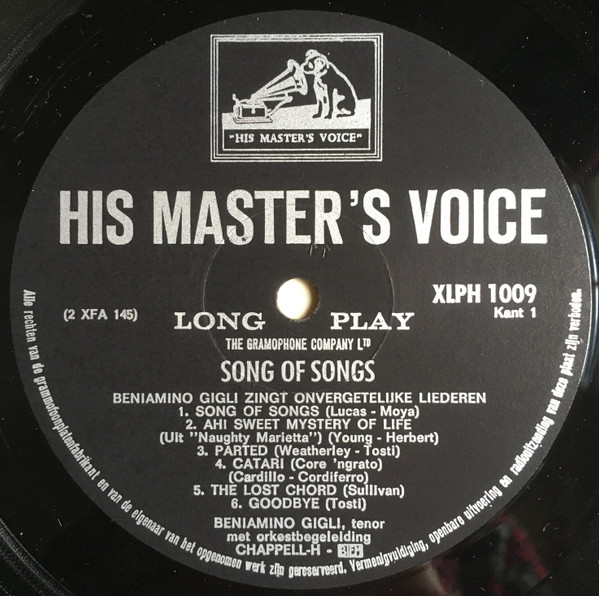 "HIS MASTER'S VOICE"
HIS MASTER'S VOICE
XLPH 1009
Kant 1
(2 XFA 145)
LONG PLAY
THE GRAMOPHONE COMPANY LTD
SONG OF SONGS
BENIAMINO GIGLI ZINGT ONVERGETELIJKE LIEDEREN
1. SONG OF SONGS (Lucas - Moya)
2. AH! SWEET MYSTERY OF LIFE
(Uit "Naughty Marietta") (Young - Herbert)
3. PARTED (Weatherley - Tosti)
4. CATARI (Core 'ngrato)
(Cardillo - Cordiferro)
5. THE LOST CHORD (Sullivan)
6. GOODBYE (Tosti)
BENIAMINO GIGLI, tenor
met orkestbegeleiding
CHAPPELL-H - BIEM
Alle rechten van de grammofoonplatenfabrikant en van de eigenaar van het opgenomen werk zijn gereserveerd. Vermenigvuldiging, openbare uitvoering en radiouitzending van deze plaat zijn verboden.